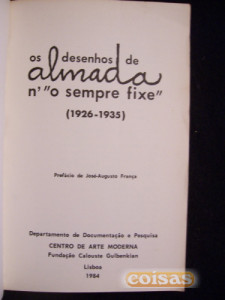 os desenhos de
almada
n'"o sempre fixe"
(1926-1935)
Prefácio de José-Augusto França
Departamento de Documentação e Pesquisa
CENTRO DE ARTE MODERNA
Fundação Calouste Gulbenkian
Lisboa
1984
coisas